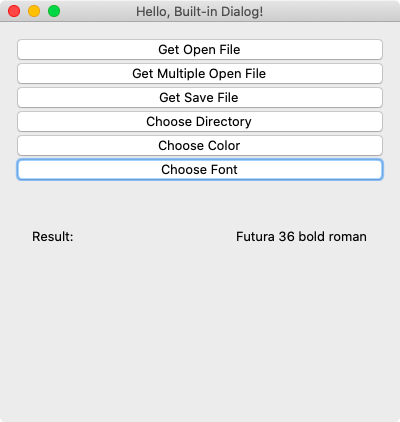 Hello, Built-in Dialog!
Get Open File
Get Multiple Open File
Get Save File
Choose Directory
Choose Color
Choose Font
Result: Futura 36 bold roman